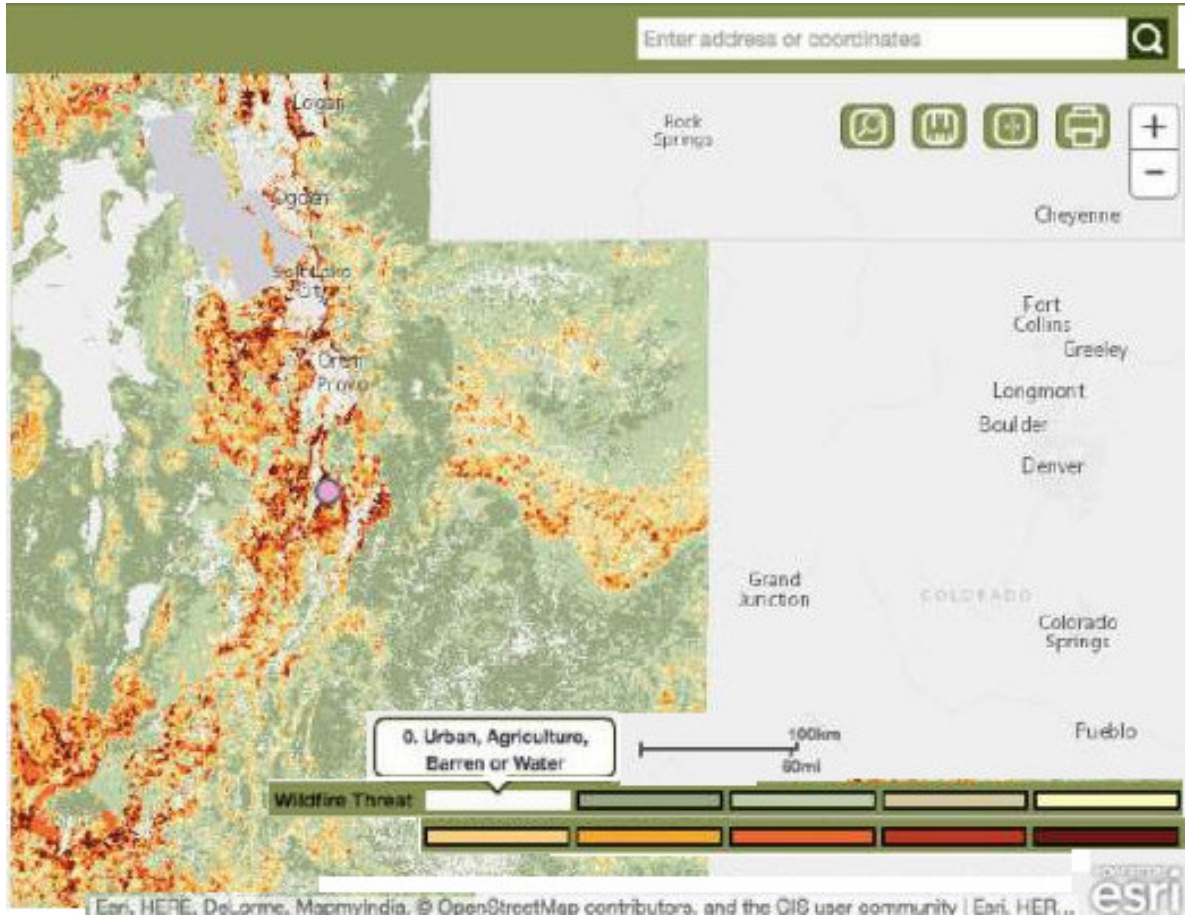 Enter address or coordinates
Logan
Rock
Springs
+
−
Ogden
Cheyenne
Salt Lake
City
Fort
Collins
Greeley
Orem
Provo
Longmont
Boulder
Denver
Grand
Junction
COLORADO
Colorado
Springs
0. Urban, Agriculture,
Barren or Water
100km
60mi
Pueblo
Wildfire Threat
esri
Esri, HERE, DeLorme, MapmyIndia, © OpenStreetMap contributors, and the GIS user community | Esri, HER...